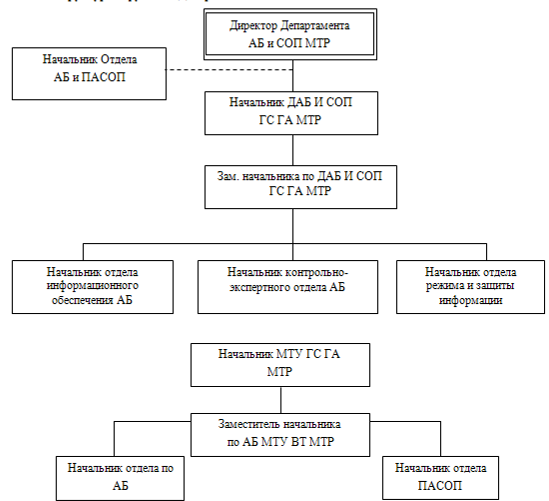 Директор Департамента
АБ и СОП МТР
Начальник Отдела
АБ и ПАСОП
Начальник ДАБ И СОП
ГС ГА МТР
Зам. начальника по ДАБ И СОП
ГС ГА МТР
Начальник отдела
информационного
обеспечения АБ
Начальник контрольно-
экспертного отдела АБ
Начальник отдела
режима и защиты
информации
Начальник МТУ ГС ГА
МТР
Заместитель начальника
по АБ МТУ ВТ МТР
Начальник отдела по
АБ
Начальник отдела
ПАСОП